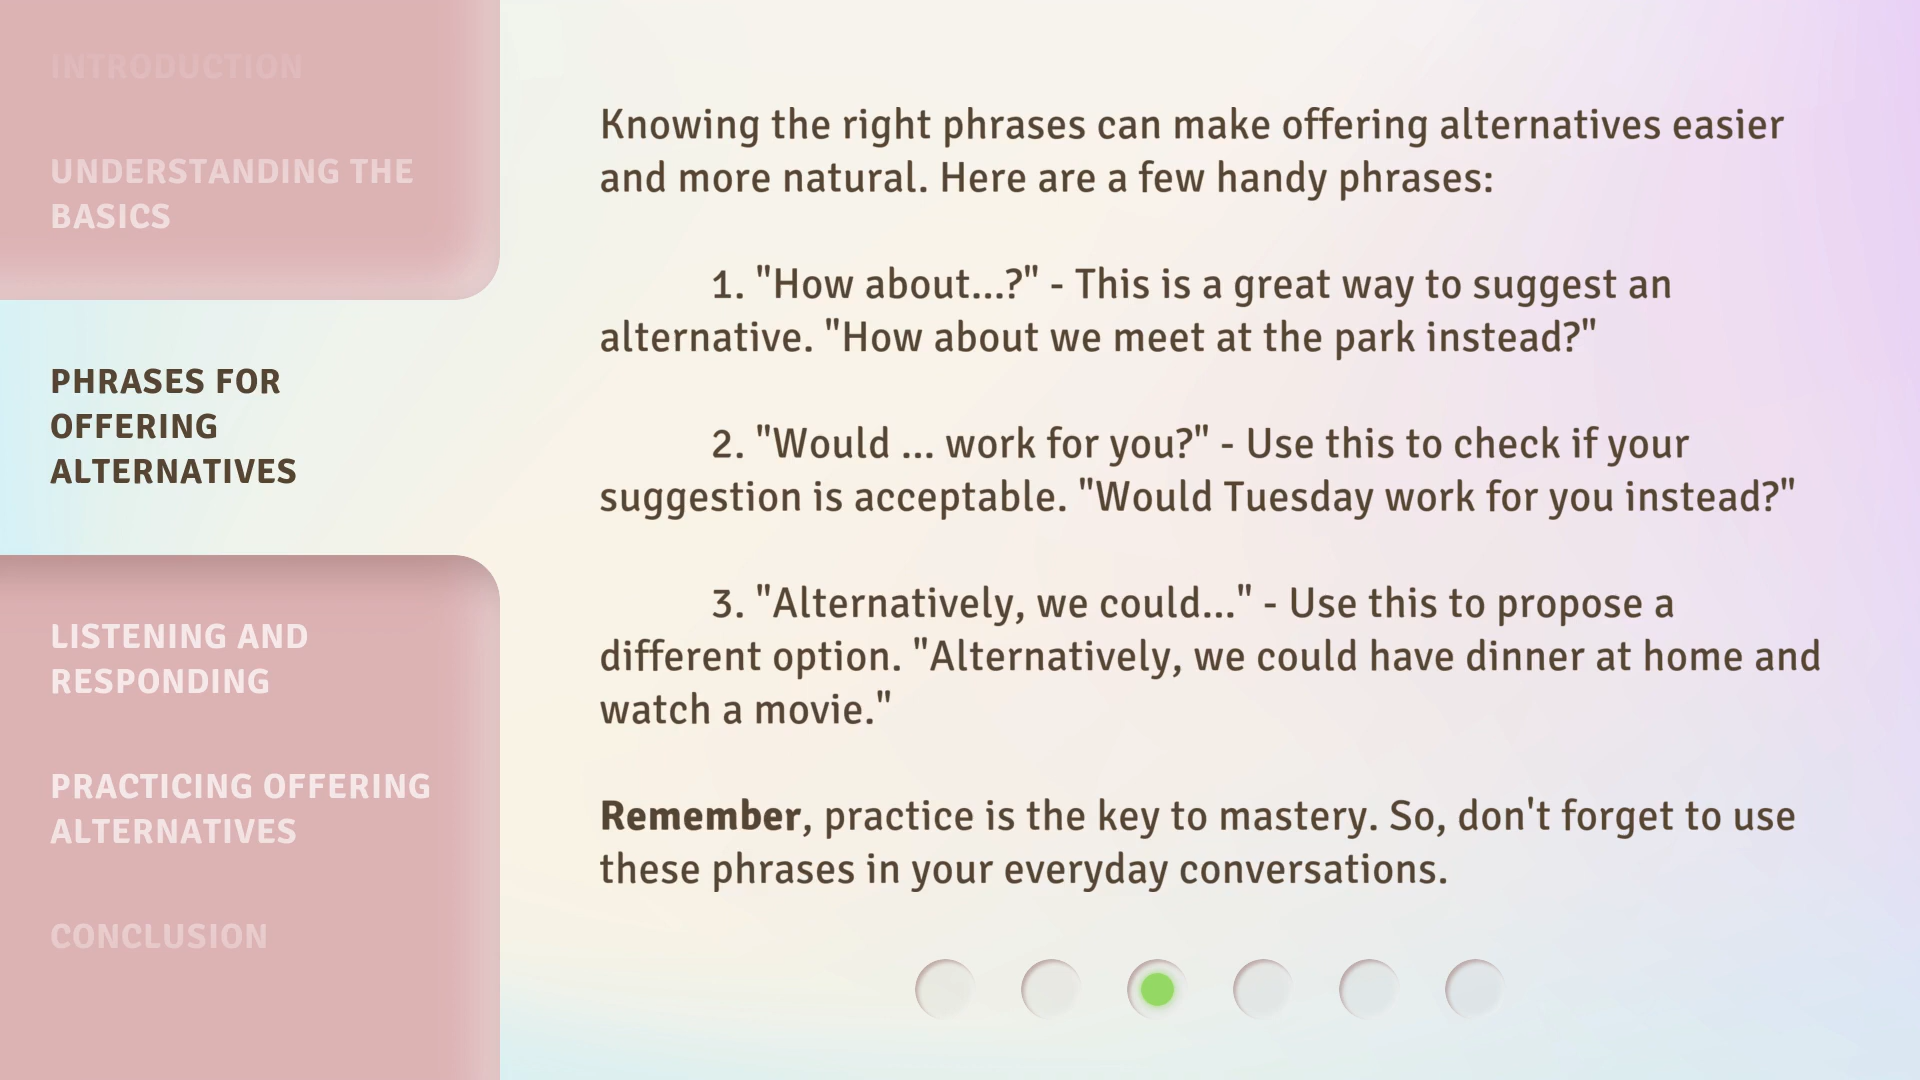 INTRODUCTION
UNDERSTANDING THE
BASICS
PHRASES FOR
OFFERING
ALTERNATIVES
LISTENING AND
RESPONDING
PRACTICING OFFERING
ALTERNATIVES
CONCLUSION
Knowing the right phrases can make offering alternatives easier
and more natural. Here are a few handy phrases:
1. "How about...?" - This is a great way to suggest an
alternative. "How about we meet at the park instead?"
2. "Would ... work for you?" - Use this to check if your
suggestion is acceptable. "Would Tuesday work for you instead?"
3. "Alternatively, we could..." - Use this to propose a
different option. "Alternatively, we could have dinner at home and
watch a movie."
Remember, practice is the key to mastery. So, don't forget to use
these phrases in your everyday conversations.